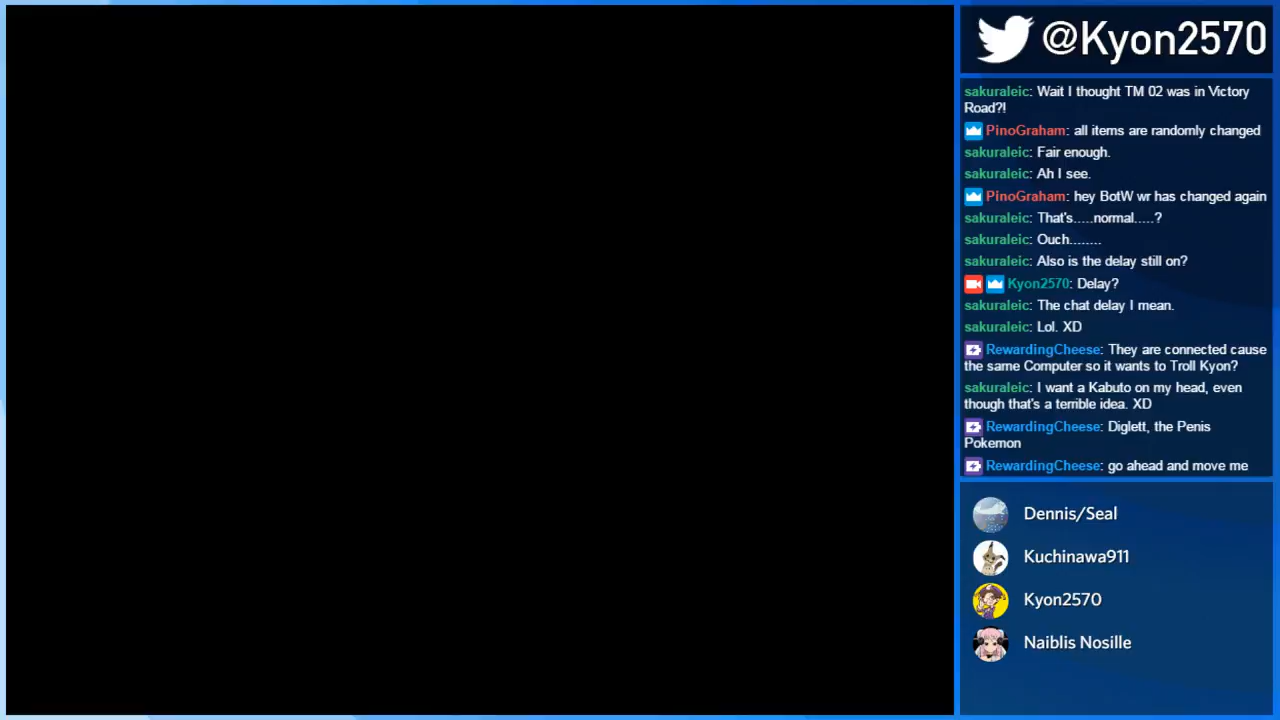 @Kyon2570
sakuraleic: Wait I thought TM 02 was in Victory
Road?!
PinoGraham: all items are randomly changed
sakuraleic: Fair enough.
sakuraleic: Ah I see.
PinoGraham: hey BotW wr has changed again
sakuraleic: That's.....normal.....?
sakuraleic: Ouch........
sakuraleic: Also is the delay still on?
Kyon2570: Delay?
sakuraleic: The chat delay I mean.
sakuraleic: Lol. XD
RewardingCheese: They are connected cause
the same Computer so it wants to Troll Kyon?
sakuraleic: I want a Kabuto on my head, even
though that's a terrible idea. XD
RewardingCheese: Diglett, the Penis
Pokemon
RewardingCheese: go ahead and move me
Dennis/Seal
Kuchinawa911
Kyon2570
Naiblis Nosille